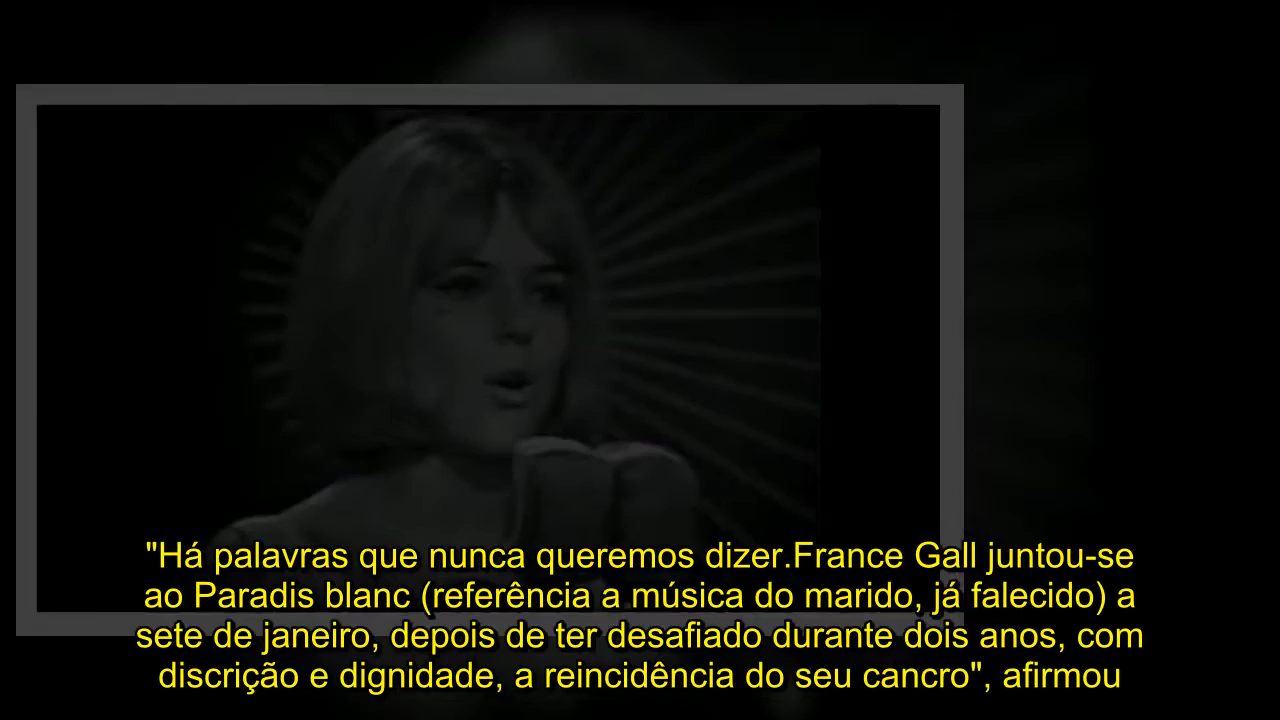 "Há palavras que nunca queremos dizer.France Gall juntou-se
ao Paradis blanc (referência a música do marido, já falecido) a
sete de janeiro, depois de ter desafiado durante dois anos, com
discrição e dignidade, a reincidência do seu cancro", afirmou